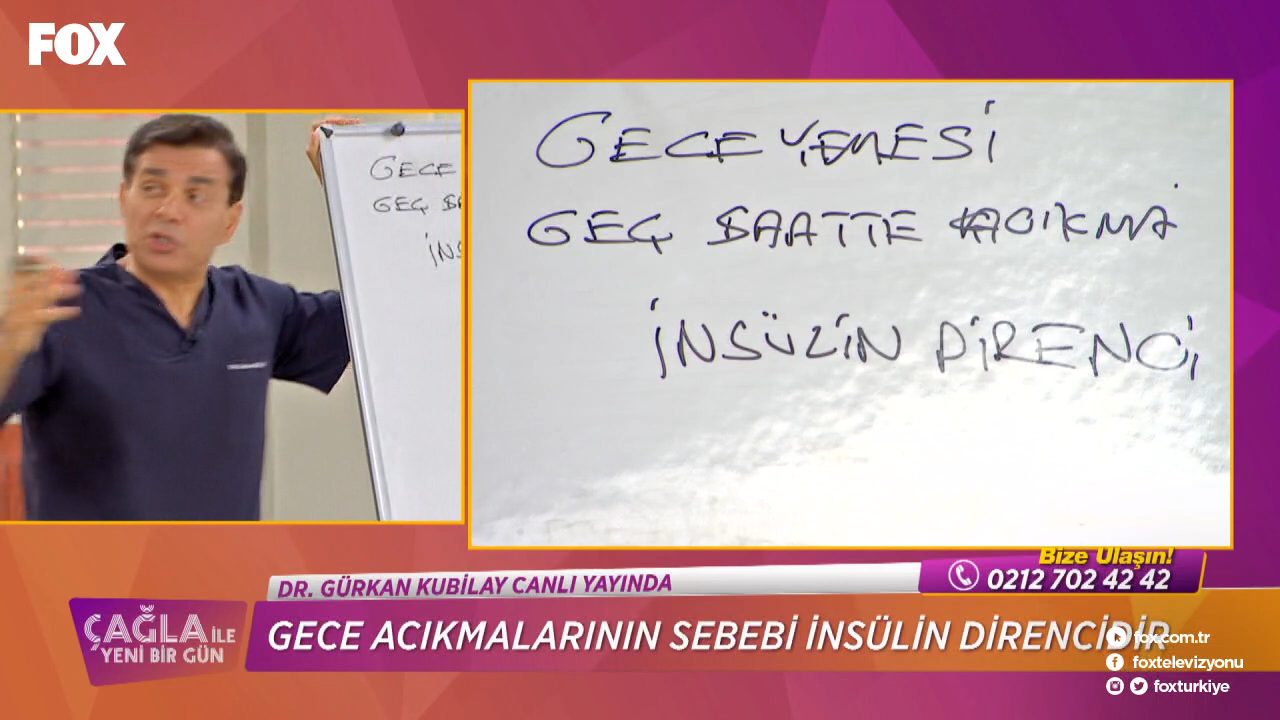 FOX
GECE
GEÇ SA
İNS
GECE YEMESİ
GEÇ SAATTE ACIKMA
İNSÜLİN DİRENCİ
Bize Ulaşın!
0212 702 42 42
DR. GÜRKAN KUBİLAY CANLI YAYINDA
ÇAĞLA İLE
YENİ BİR GÜN
GECE ACIKMALARININ SEBEBİ İNSÜLİN DİRENCİDİR
fox.com.tr
foxtelevizyonu
foxturkiye